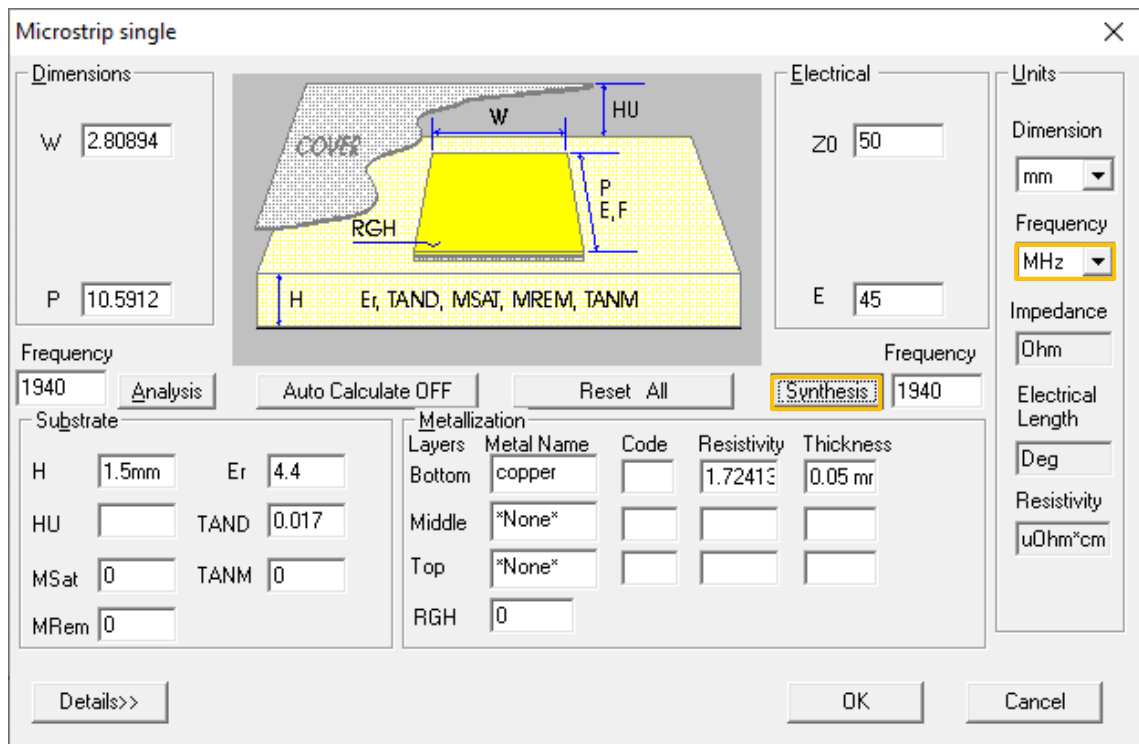 Microstrip single
Dimensions
W 2.80894
P 10.5912
COVER
W
HU
P
E,F
RGH
H Er, TAND, MSAT, MREM, TANM
Electrical
Z0 50
E 45
Units
Dimension
mm
Frequency
MHz
Impedance
Ohm
Electrical
Length
Deg
Resistivity
uOhm*cm
Frequency
1940 Analysis
Auto Calculate OFF
Reset All
Frequency
Synthesis 1940
Substrate
H 1.5mm Er 4.4
HU TAND 0.017
MSat 0 TANM 0
MRem 0
Metallization
Layers Metal Name Code Resistivity Thickness
Bottom copper 1.72413 0.05
Middle *None*
Top *None*
RGH 0
Details>>
OK
Cancel